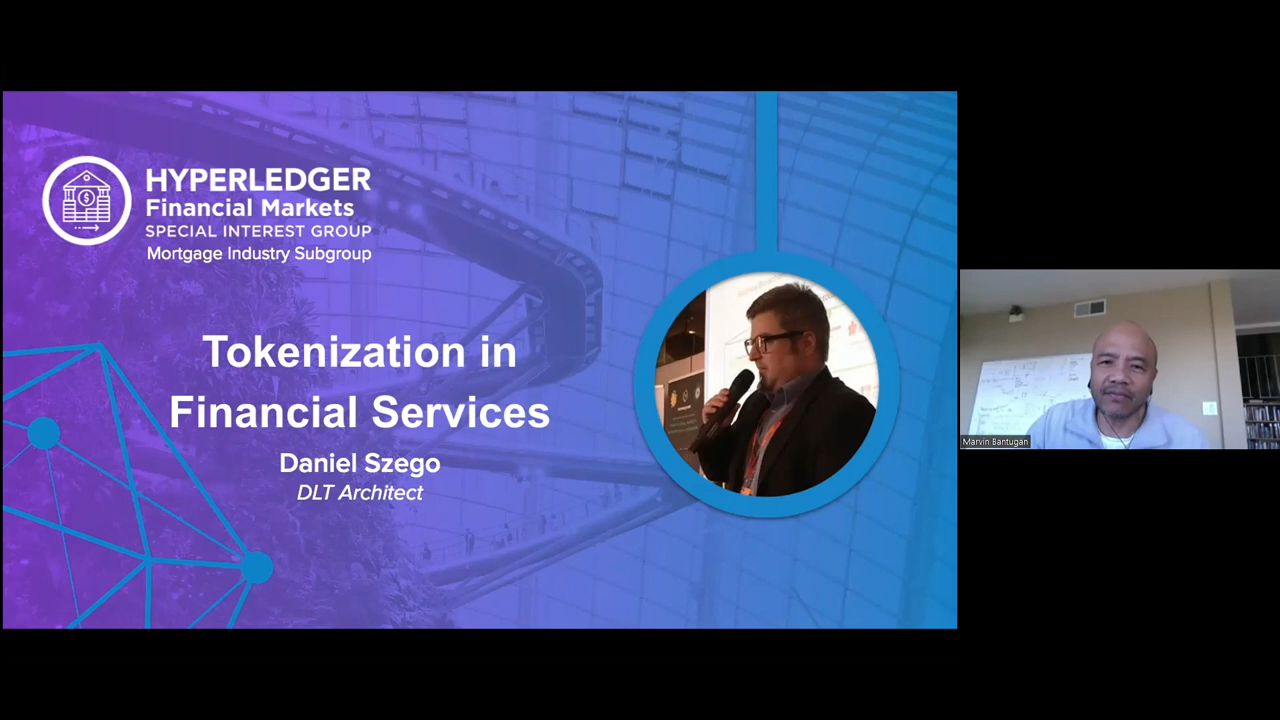 HYPERLEDGER
Financial Markets
SPECIAL INTEREST GROUP
Mortgage Industry Subgroup
Tokenization in
Financial Services
Daniel Szego
DLT Architect
Marvin Bantugan